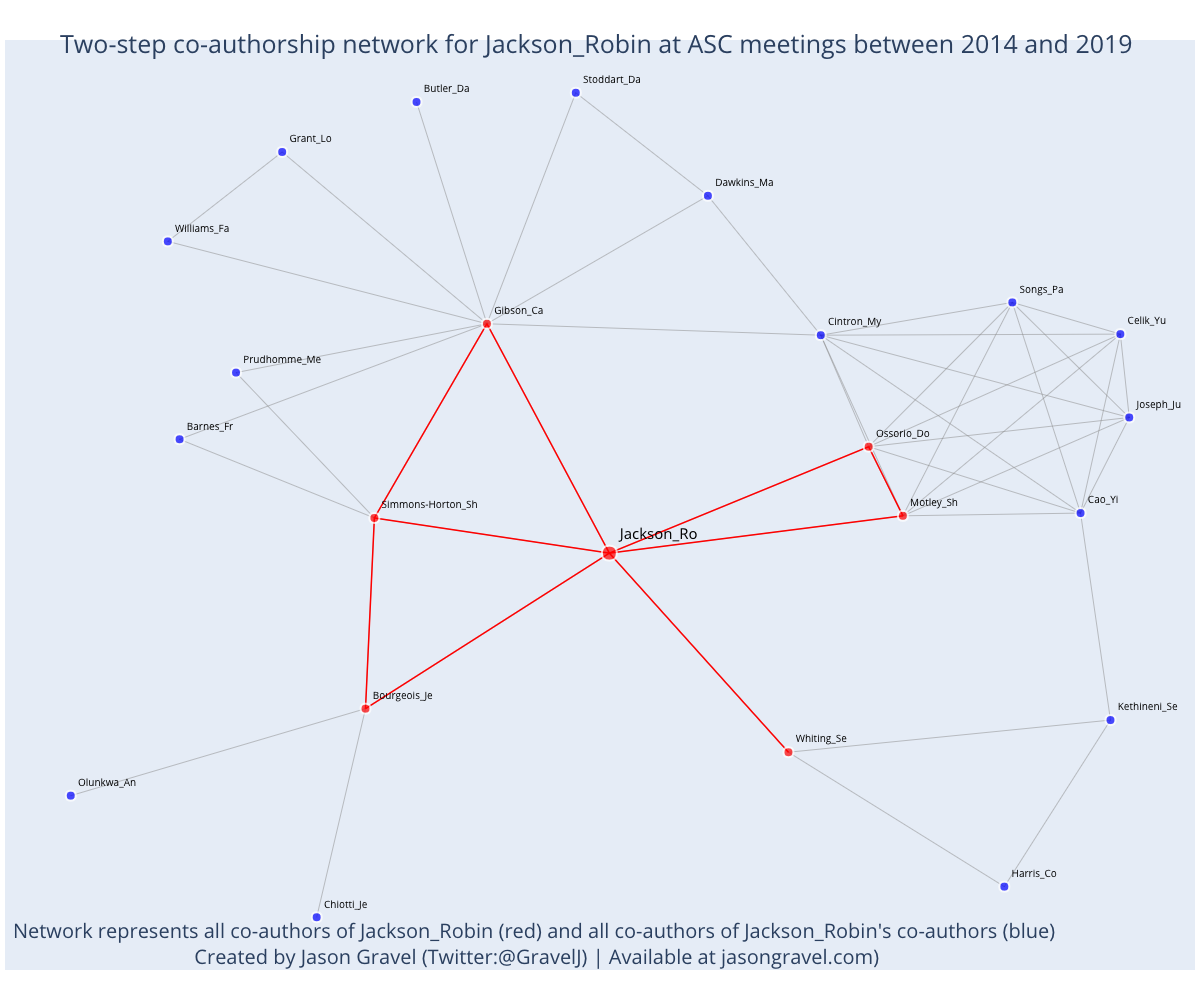 Two-step co-authorship network for Jackson_Robin at ASC meetings between 2014 and 2019
Stoddart_Da
Butler_Da
Grant_Lo
Dawkins_Ma
Williams_Fa
Songs_Pa
Gibson_Ca
Cintron_My
Celik_Yu
Prudhomme_Me
Joseph_Ju
Barnes_Fr
Ossorio_Do
Simmons-Horton_Sh
Motley_Sh
Cao_Yi
Jackson_Ro
Bourgeois_Je
Kethineni_Se
Whiting_Se
Olunkwa_An
Harris_Co
Chiotti_Je
Network represents all co-authors of Jackson_Robin (red) and all co-authors of Jackson_Robin's co-authors (blue)
Created by Jason Gravel (Twitter:@GravelJ) | Available at jasongravel.com)